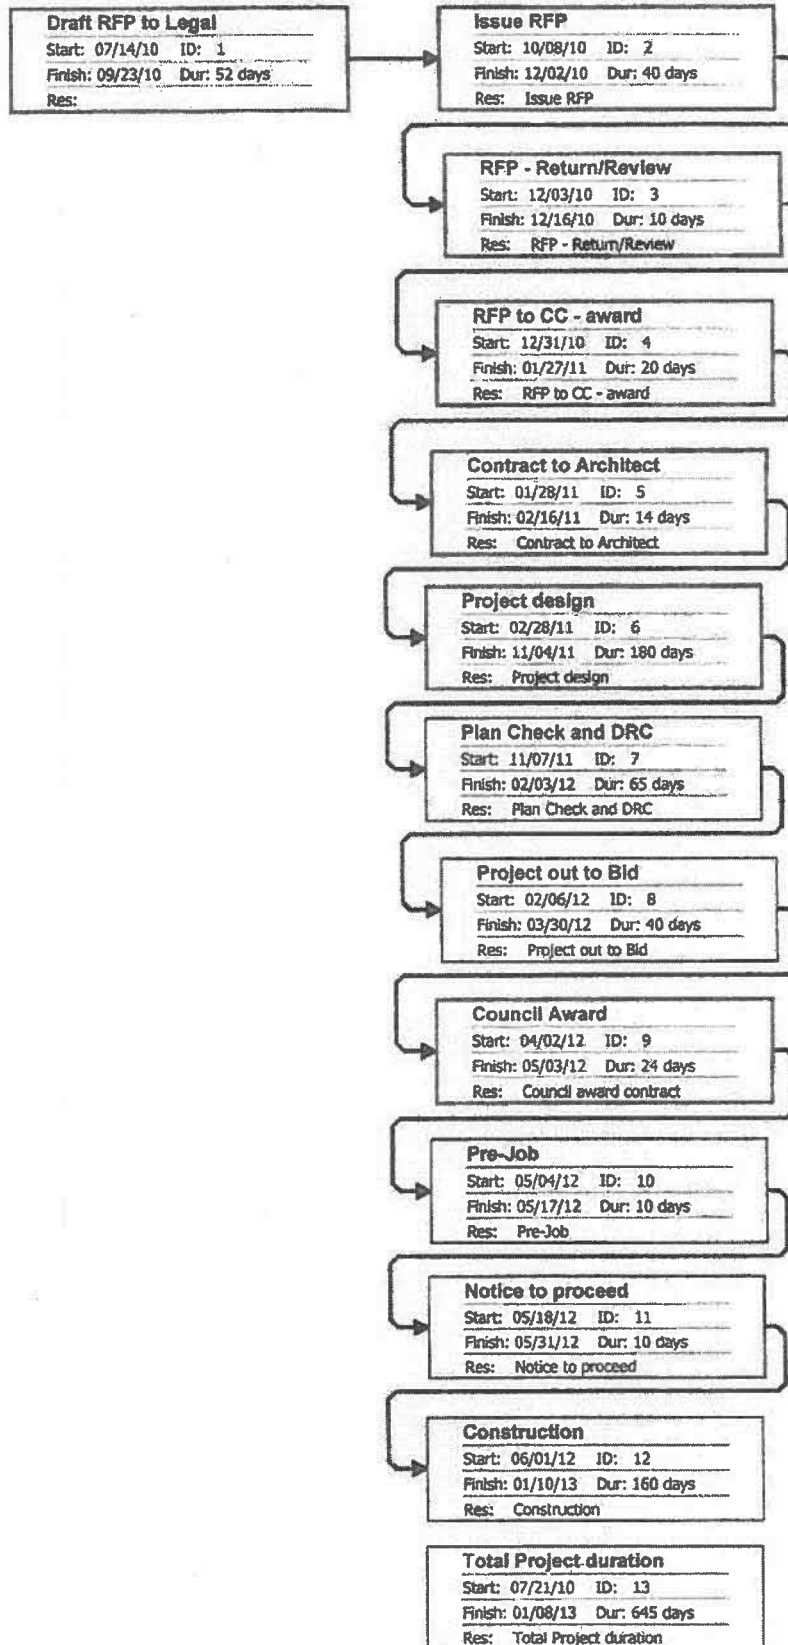 Draft RFP to Legal
Start: 07/14/10 ID: 1
Finish: 09/23/10 Dur: 52 days
Res:
Issue RFP
Start: 10/08/10 ID: 2
Finish: 12/02/10 Dur: 40 days
Res: Issue RFP
RFP - Return/Review
Start: 12/03/10 ID: 3
Finish: 12/16/10 Dur: 10 days
Res: RFP - Return/Review
RFP to CC - award
Start: 12/31/10 ID: 4
Finish: 01/27/11 Dur: 20 days
Res: RFP to CC - award
Contract to Architect
Start: 01/28/11 ID: 5
Finish: 02/16/11 Dur: 14 days
Res: Contract to Architect
Project design
Start: 02/28/11 ID: 6
Finish: 11/04/11 Dur: 180 days
Res: Project design
Plan Check and DRC
Start: 11/07/11 ID: 7
Finish: 02/03/12 Dur: 65 days
Res: Plan Check and DRC
Project out to Bid
Start: 02/06/12 ID: 8
Finish: 03/30/12 Dur: 40 days
Res: Project out to Bid
Council Award
Start: 04/02/12 ID: 9
Finish: 05/03/12 Dur: 24 days
Res: Council award contract
Pre-Job
Start: 05/04/12 ID: 10
Finish: 05/17/12 Dur: 10 days
Res: Pre-Job
Notice to proceed
Start: 05/18/12 ID: 11
Finish: 05/31/12 Dur: 10 days
Res: Notice to proceed
Construction
Start: 06/01/12 ID: 12
Finish: 01/10/13 Dur: 160 days
Res: Construction
Total Project duration
Start: 07/21/10 ID: 13
Finish: 01/08/13 Dur: 645 days
Res: Total Project duration